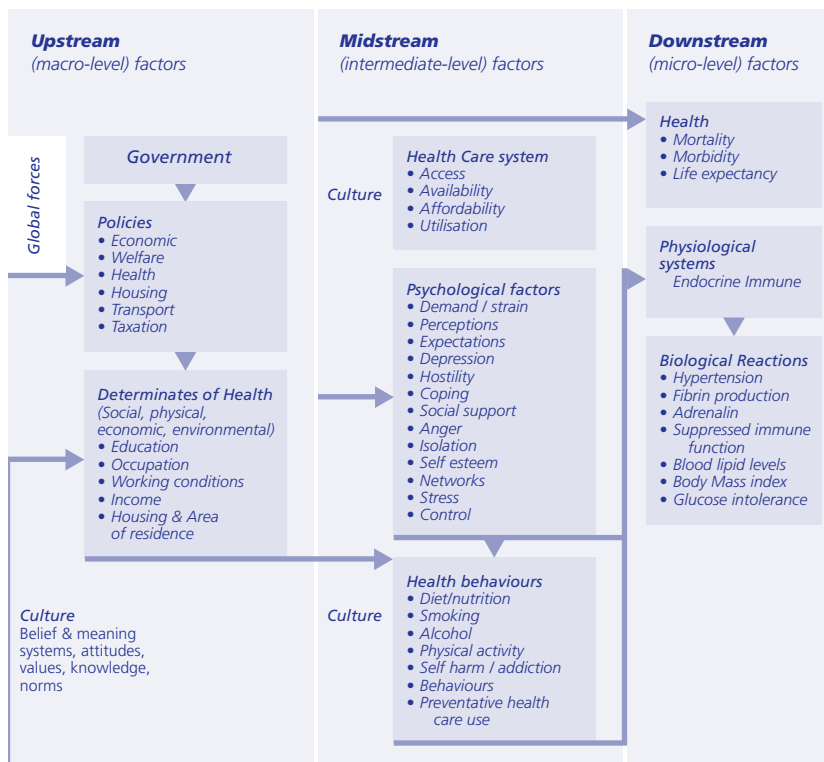 Upstream
(macro-level) factors
Global forces
Government
Policies
• Economic
• Welfare
• Health
• Housing
• Transport
• Taxation
Determinates of Health
(Social, physical,
economic, environmental)
• Education
• Occupation
• Working conditions
• Income
• Housing & Area
of residence
Culture
Belief & meaning
systems, attitudes,
values, knowledge,
norms
Midstream
(intermediate-level) factors
Culture
Health Care system
• Access
• Availability
• Affordability
• Utilisation
Psychological factors
• Demand / strain
• Perceptions
• Expectations
• Depression
• Hostility
• Coping
• Social support
• Anger
• Isolation
• Self esteem
• Networks
• Stress
• Control
Culture
Health behaviours
• Diet/nutrition
• Smoking
• Alcohol
• Physical activity
• Self harm / addiction
• Behaviours
• Preventative health
care use
Downstream
(micro-level) factors
Health
• Mortality
• Morbidity
• Life expectancy
Physiological
systems
Endocrine Immune
Biological Reactions
• Hypertension
• Fibrin production
• Adrenalin
• Suppressed immune
function
• Blood lipid levels
• Body Mass index
• Glucose intolerance